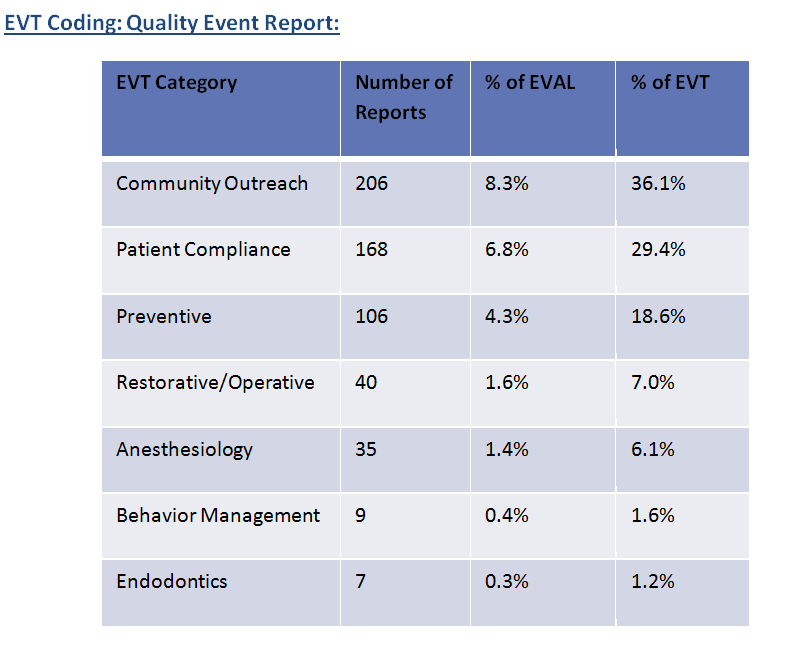 EVT Coding: Quality Event Report:
EVT Category Number of Reports % of EVAL % of EVT
Community Outreach 206 8.3% 36.1%
Patient Compliance 168 6.8% 29.4%
Preventive 106 4.3% 18.6%
Restorative/Operative 40 1.6% 7.0%
Anesthesiology 35 1.4% 6.1%
Behavior Management 9 0.4% 1.6%
Endodontics 7 0.3% 1.2%